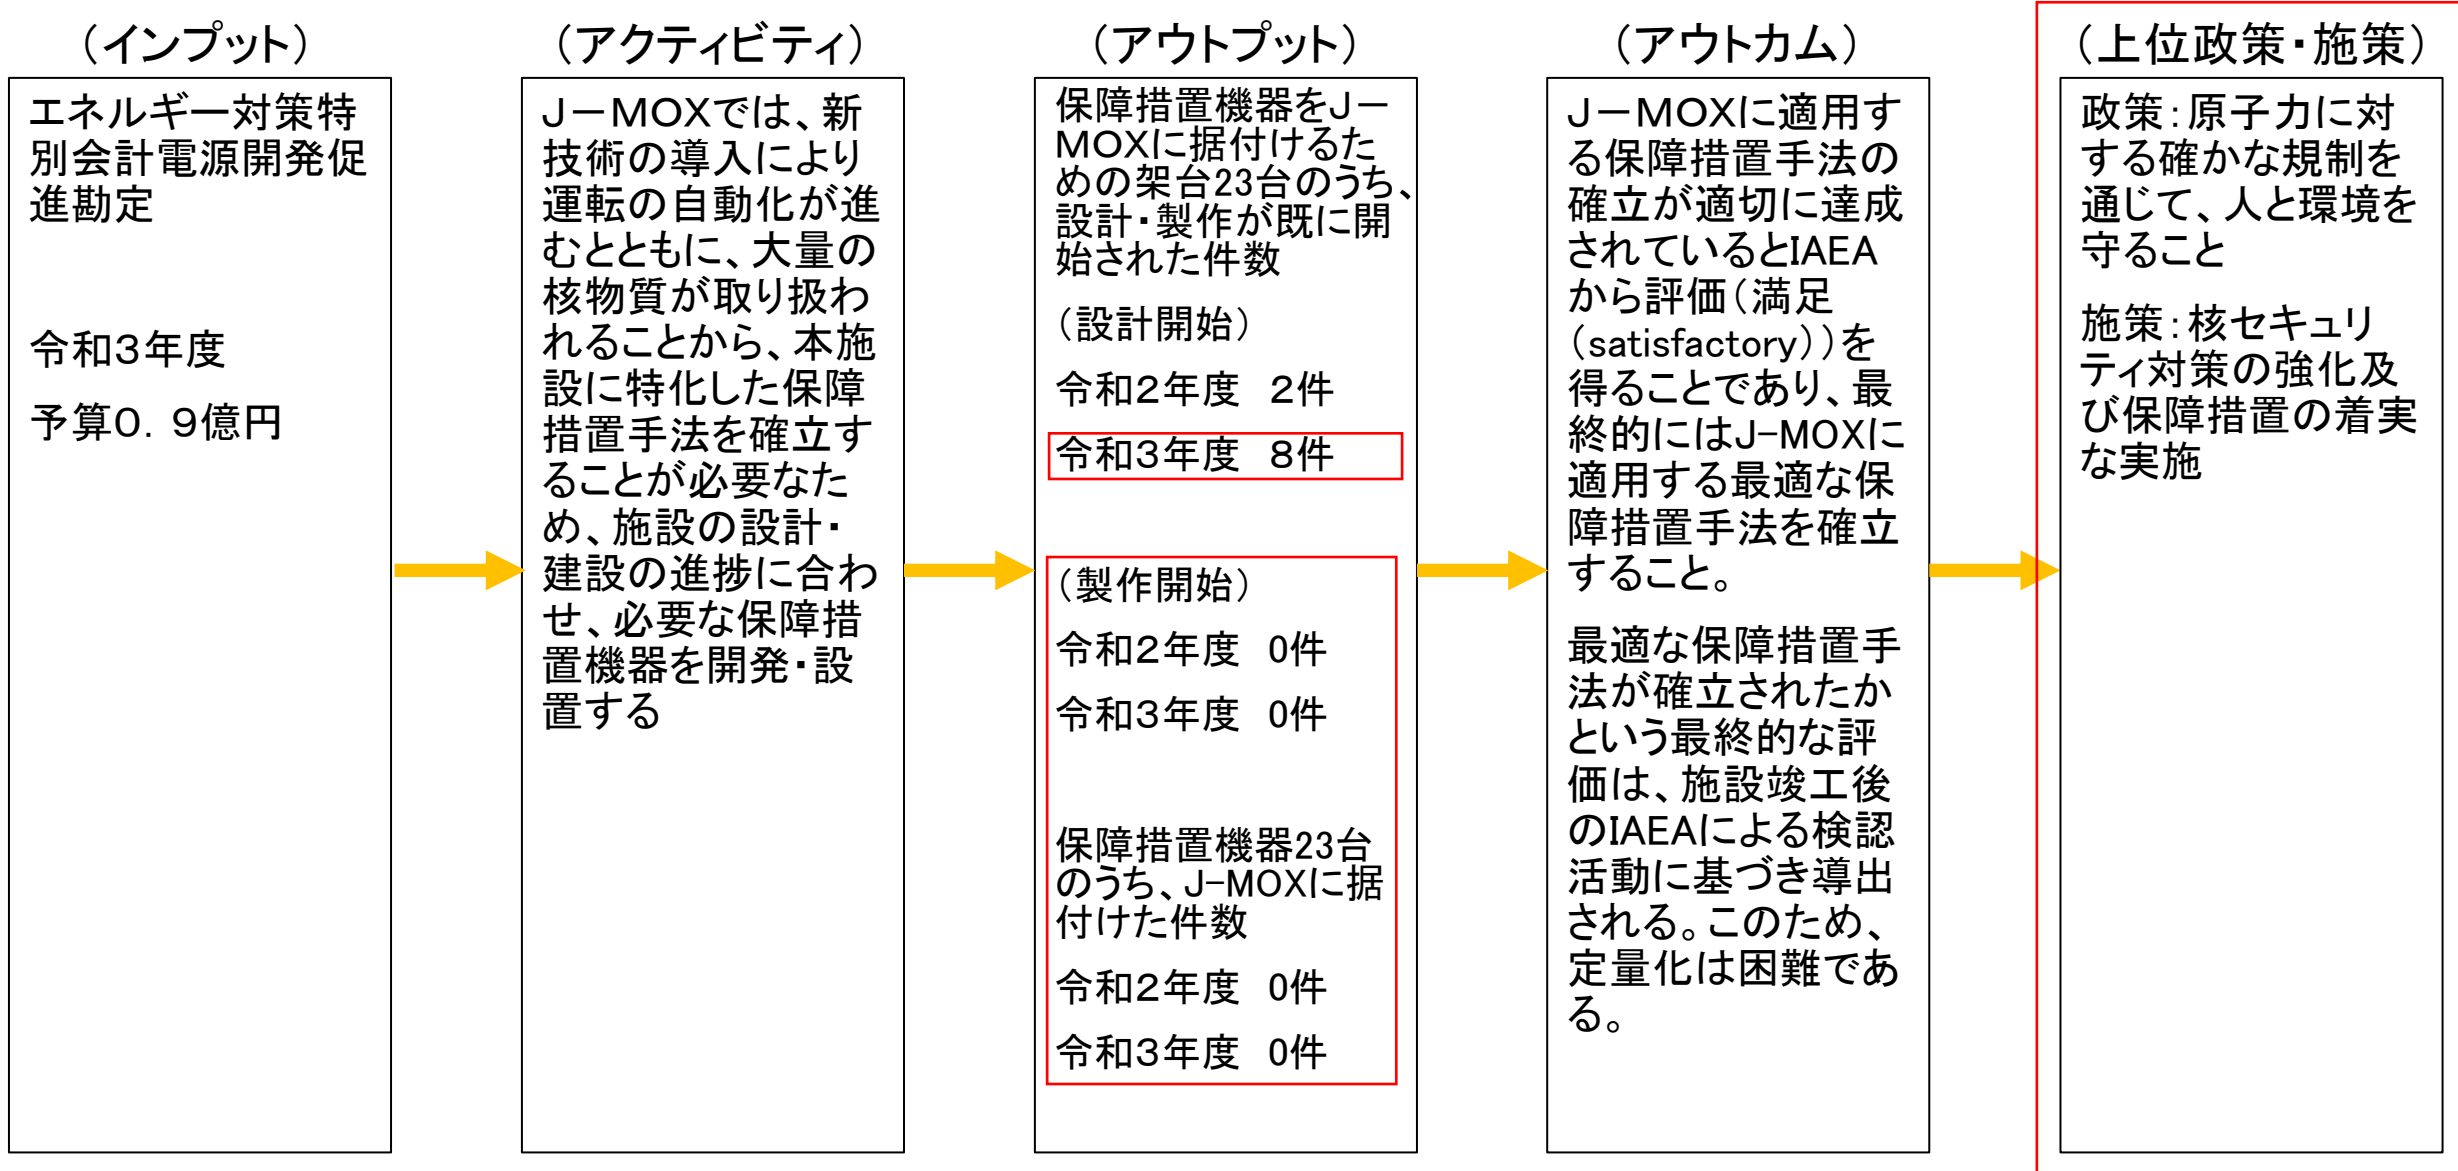 （インプット）
エネルギー対策特
別会計電源開発促
進勘定
令和３年度
予算０．９億円
（アクティビティ）
Ｊ－ＭＯＸでは、新
技術の導入により
運転の自動化が進
むとともに、大量の
核物質が取り扱わ
れることから、本施
設に特化した保障
措置手法を確立す
ることが必要なた
め、施設の設計・
建設の進捗に合わ
せ、必要な保障措
置機器を開発・設
置する
（アウトプット）
保障措置機器をＪ－
ＭＯＸに据付けるた
めの架台23台のうち、
設計・製作が既に開
始された件数
（設計開始）
令和２年度　２件
令和３年度　８件
（製作開始）
令和２年度　0件
令和３年度　0件
保障措置機器23台
のうち、J-MOXに据
付けた件数
令和２年度　0件
令和３年度　0件
（アウトカム）
Ｊ－ＭＯＸに適用す
る保障措置手法の
確立が適切に達成
されているとIAEA
から評価（満足
（satisfactory））を
得ることであり、最
終的にはJ-MOXに
適用する最適な保
障措置手法を確立
すること。
最適な保障措置手
法が確立されたか
という最終的な評
価は、施設竣工後
のIAEAによる検認
活動に基づき導出
される。このため、
定量化は困難であ
る。
（上位政策・施策）
政策：原子力に対
する確かな規制を
通じて、人と環境を
守ること
施策：核セキュリ
ティ対策の強化及
び保障措置の着実
な実施